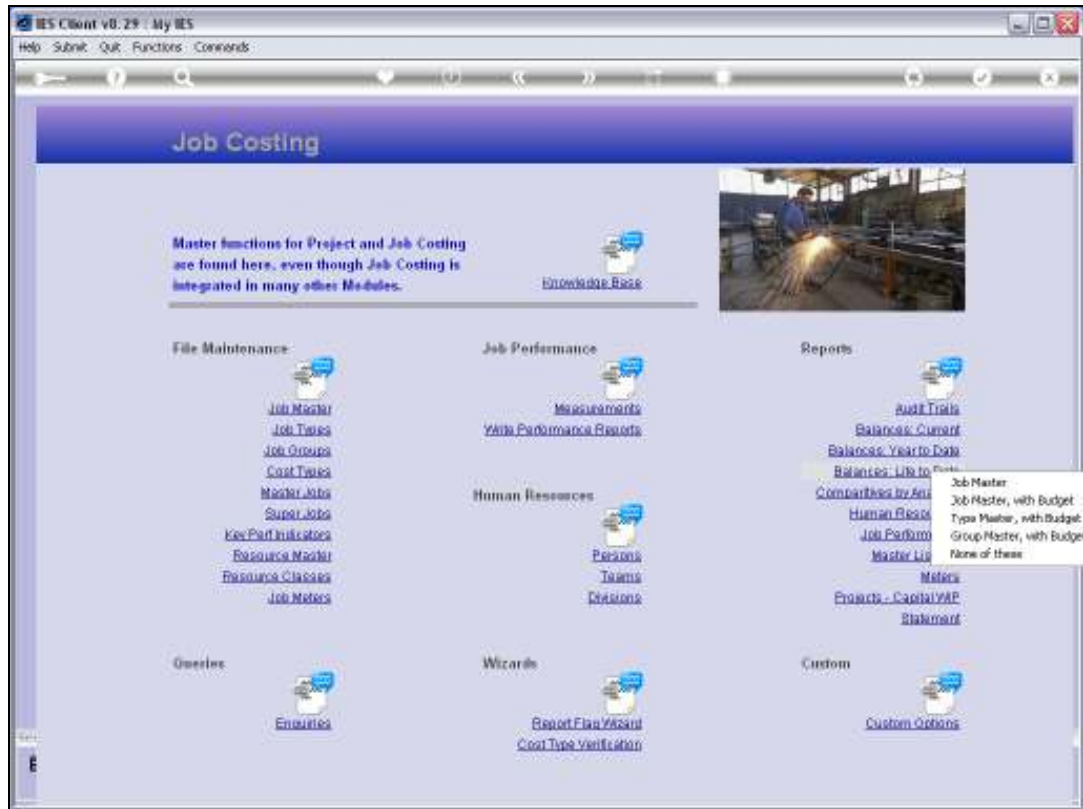 IES Client v8.29 : My IES
Help Submit Quit Functions Commands
Job Costing
Master functions for Project and Job Costing
are found here, even though Job Costing is
integrated in many other Modules.
Knowledge Base
File Maintenance
Job Master
Job Types
Job Groups
Cost Types
Master Jobs
Super Jobs
Key Perf Indicators
Resource Master
Resource Classes
Job Meters
Job Performance
Measurements
Write Performance Reports
Human Resources
Persons
Teams
Divisions
Reports
Audit Trails
Balances: Current
Balances: Year to Date
Balances: Life to Date
Comparitives by
Human
Job
Master
Meters
Projects - Capital WIP
Statement
Job Master
Job Master, with Budget
Type Master, with Budget
Group Master, with Budge
None of these
Queries
Enquiries
Wizards
Report Flag Wizard
Cost Type Verification
Custom
Custom Options